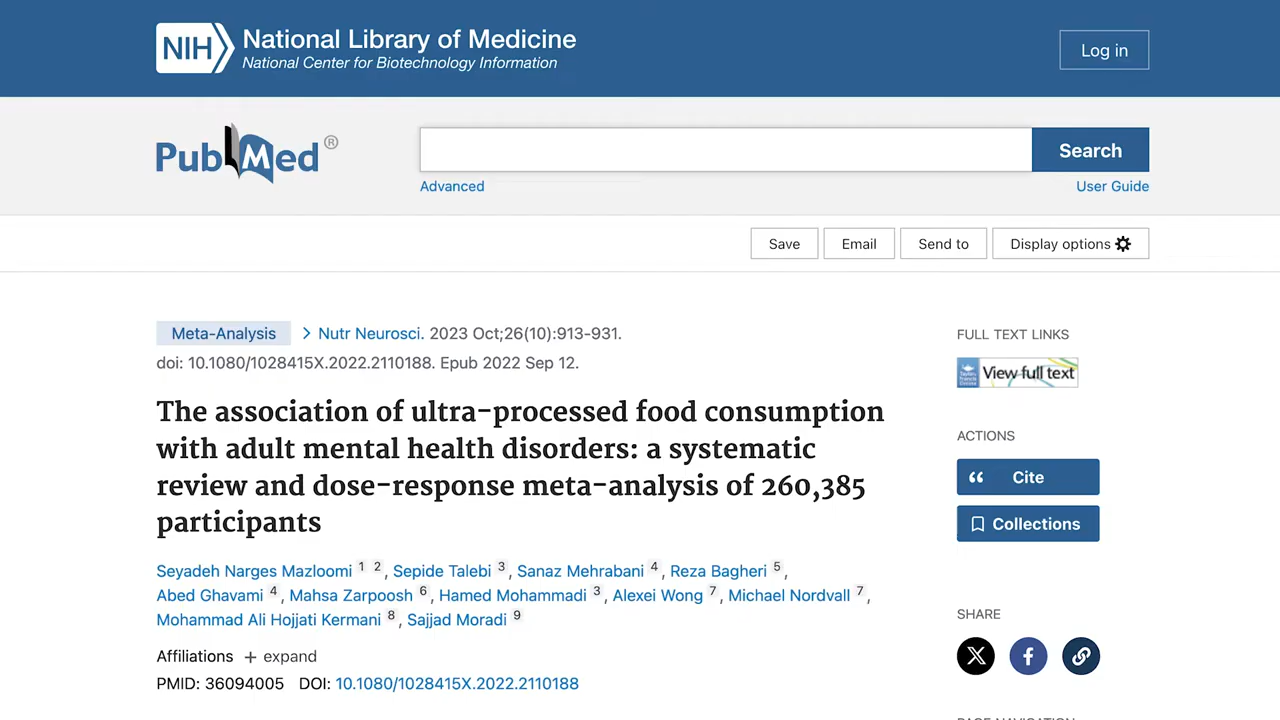 NIH
National Library of Medicine
National Center for Biotechnology Information
Log in
PubMed®
Search
Advanced
User Guide
Save
Email
Send to
Display options
Meta-Analysis
Nutr Neurosci. 2023 Oct;26(10):913-931.
doi: 10.1080/1028415X.2022.2110188. Epub 2022 Sep 12.
The association of ultra-processed food consumption
with adult mental health disorders: a systematic
review and dose-response meta-analysis of 260,385
participants
Seyadeh Narges Mazloomi 1 2, Sepide Talebi 3, Sanaz Mehrabani 4, Reza Bagheri 5,
Abed Ghavami 4, Mahsa Zarpoosh 6, Hamed Mohammadi 3, Alexei Wong 7, Michael Nordvall 7,
Mohammad Ali Hojjati Kermani 8, Sajjad Moradi 9
Affiliations + expand
PMID: 36094005 DOI: 10.1080/1028415X.2022.2110188
FULL TEXT LINKS
View full text
ACTIONS
Cite
Collections
SHARE
PAGE NAVIGATION